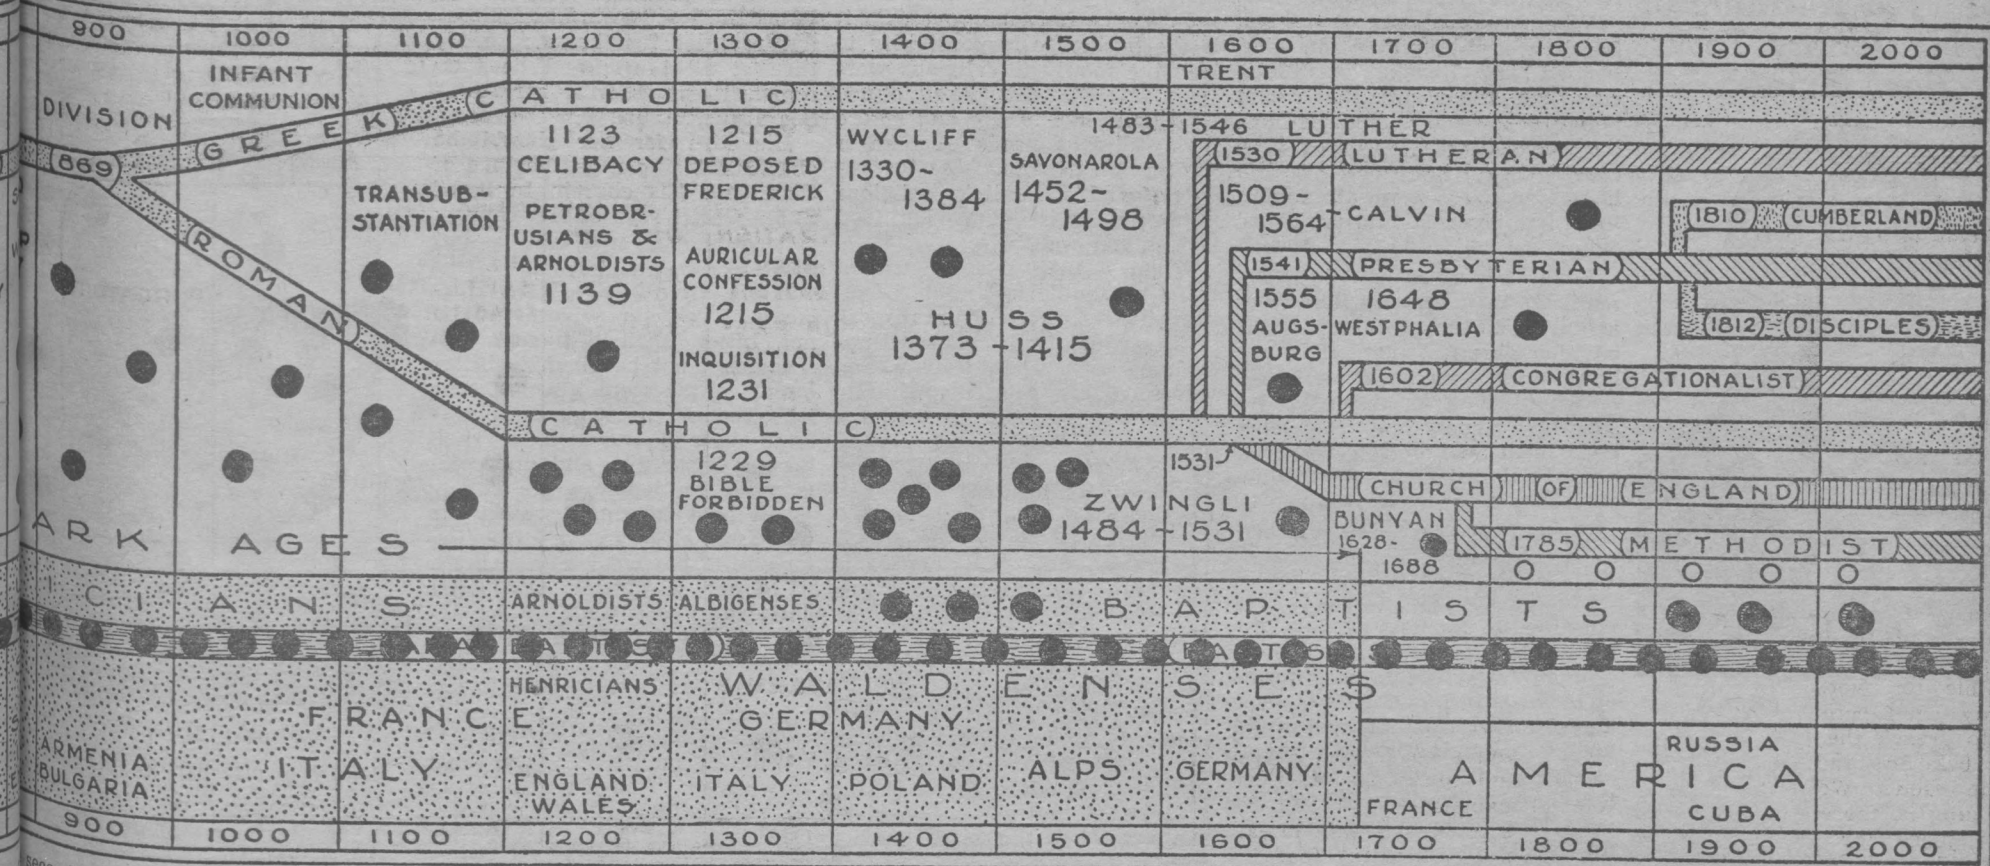 900 1000 1100 1200 1300 1400 1500 1600 1700 1800 1900 2000
TRENT
DIVISION
INFANT
COMMUNION
869
GREEK CATHOLIC
ROMAN CATHOLIC
TRANSUB-
STANTIATION
1123
CELIBACY
PETROBR-
USIANS &
ARNOLDISTS
1139
1215
DEPOSED
FREDERICK
AURICULAR
CONFESSION
1215
INQUISITION
1231
WYCLIFF
1330-
1384
HUSS
1373-1415
SAVONAROLA
1452-
1498
1483-1546 LUTHER
1530 LUTHERAN
1509-
1564-CALVIN
1810 CUMBERLAND
1541 PRESBYTERIAN
1555
AUGS-
BURG
1648
WESTPHALIA
1812 DISCIPLES
1602 CONGREGATIONALIST
1229
BIBLE
FORBIDDEN
ZWINGLI
1484-1531
1531
CHURCH OF ENGLAND
BUNYAN
1628-
1688
1785 METHODIST
ARK AGES
ICIANS
ARNOLDISTS
ALBIGENSES
BAPTISTS
HENRICIANS
WALDENSES
FRANCE
GERMANY
ARMENIA
BULGARIA
ITALY
ENGLAND
WALES
ITALY
POLAND
ALPS
GERMANY
FRANCE
AMERICA
RUSSIA
CUBA
900 1000 1100 1200 1300 1400 1500 1600 1700 1800 1900 2000